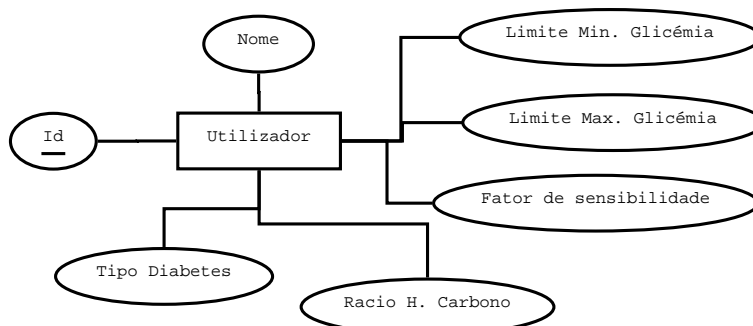 Nome
Limite Min. Glicémia
Limite Max. Glicémia
Id
Utilizador
Fator de sensibilidade
Tipo Diabetes
Racio H. Carbono